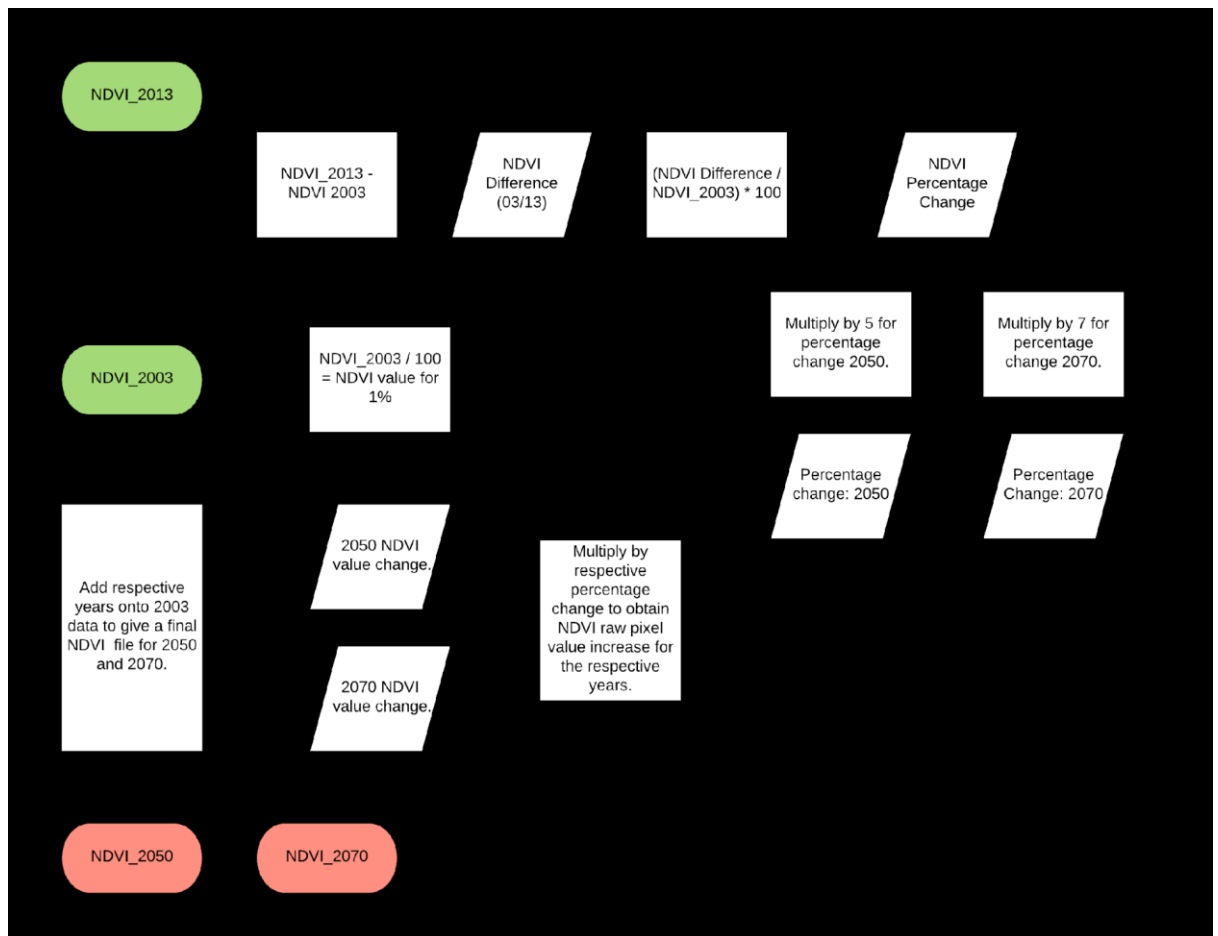 NDVI_2013
NDVI_2013 -
NDVI 2003
NDVI
Difference
(03/13)
(NDVI Difference /
NDVI_2003) * 100
NDVI
Percentage
Change
NDVI_2003
NDVI_2003 / 100
= NDVI value for
1%
Multiply by 5 for
percentage
change 2050.
Multiply by 7 for
percentage
change 2070.
Percentage
change: 2050
Percentage
Change: 2070
Add respective
years onto 2003
data to give a final
NDVI  file for 2050
and 2070.
2050 NDVI
value change.
2070 NDVI
value change.
Multiply by
respective
percentage
change to obtain
NDVI raw pixel
value increase for
the respective
years.
NDVI_2050
NDVI_2070